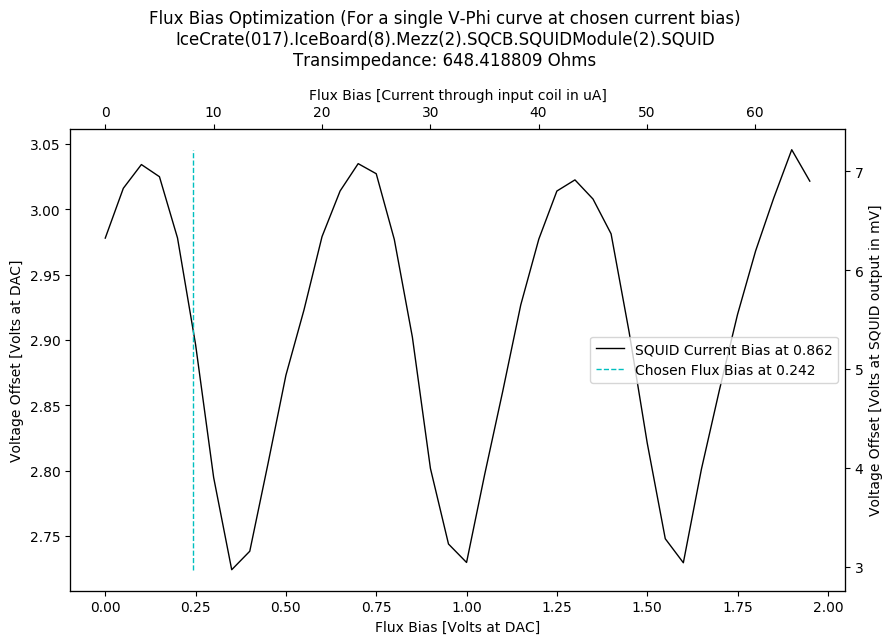 Flux Bias Optimization (For a single V-Phi curve at chosen current bias)
IceCrate(017).IceBoard(8).Mezz(2).SQCB.SQUIDModule(2).SQUID
Transimpedance: 648.418809 Ohms
Flux Bias [Current through input coil in uA]
0 10 20 30 40 50 60
3.05
3.00
2.95
2.90
2.85
2.80
2.75
Voltage Offset [Volts at DAC]
7
6
5
4
3
Voltage Offset [Volts at SQUID output in mV]
SQUID Current Bias at 0.862
Chosen Flux Bias at 0.242
0.00 0.25 0.50 0.75 1.00 1.25 1.50 1.75 2.00
Flux Bias [Volts at DAC]